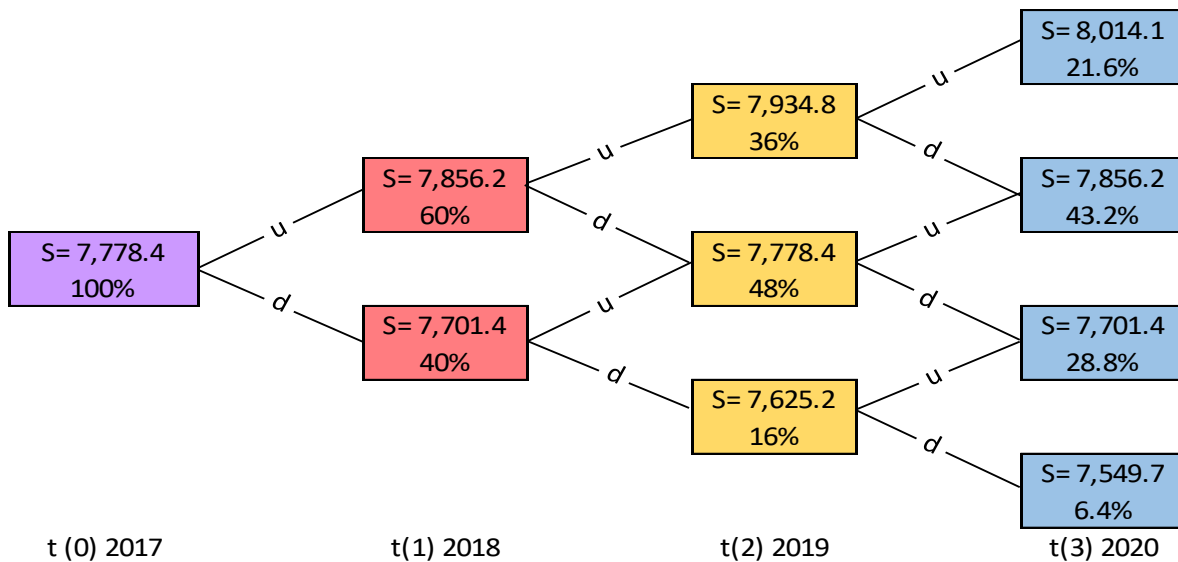 S= 8,014.1
21.6%
u
S= 7,934.8
36%
u
d
S= 7,856.2
60%
S= 7,856.2
43.2%
u
d
u
S= 7,778.4
100%
S= 7,778.4
48%
d
u
d
S= 7,701.4
40%
S= 7,701.4
28.8%
d
u
S= 7,625.2
16%
d
S= 7,549.7
6.4%
t (0) 2017
t(1) 2018
t(2) 2019
t(3) 2020